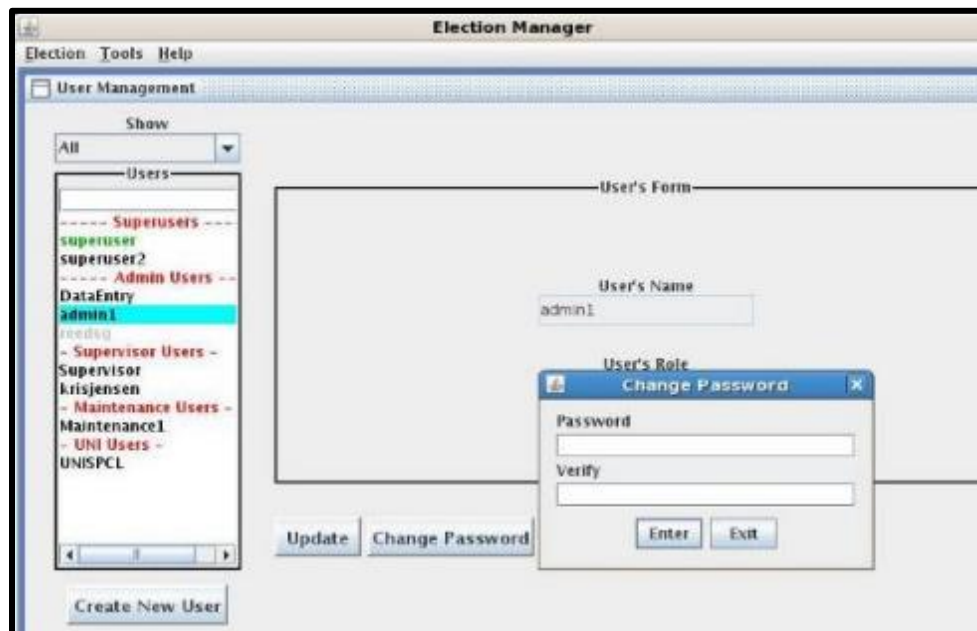 Election Manager
Election Tools Help
User Management
Show
All
Users
User's Form
----- Superusers ----
superuser
superuser2
----- Admin Users --
DataEntry
admin1
reedsg
- Supervisor Users -
Supervisor
krisjensen
- Maintenance Users -
Maintenance1
- UNI Users -
UNISPCL
User's Name
admin1
User's Role
Change Password
Password
Verify
Enter Exit
Update Change Password
Create New User